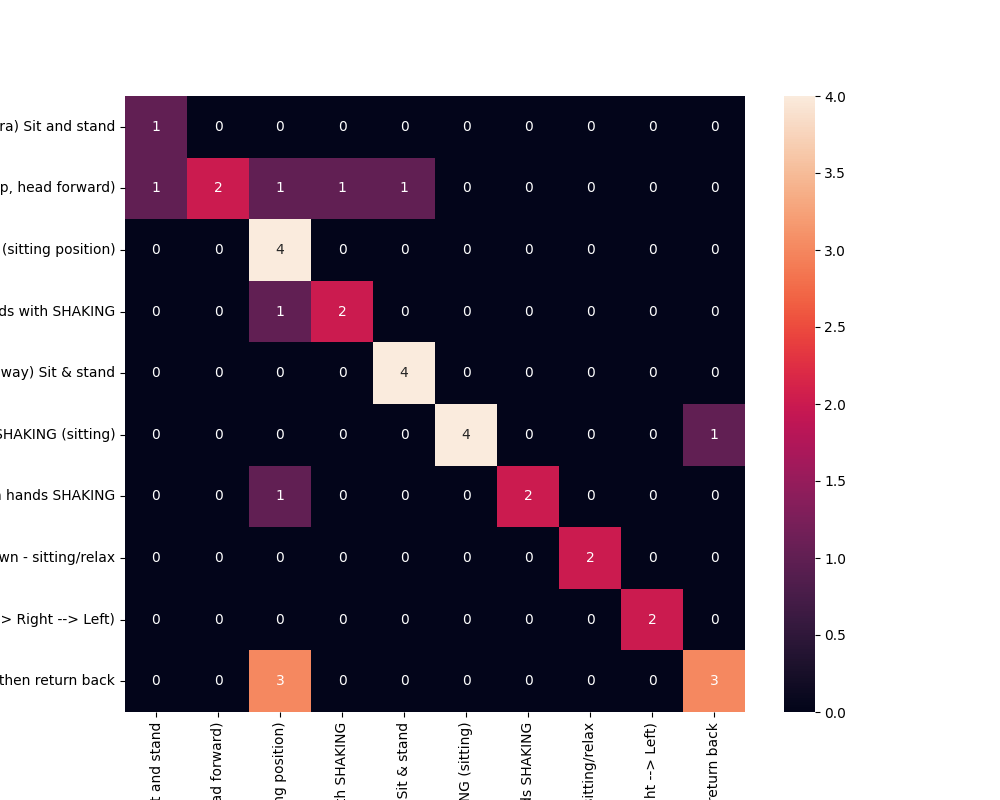 4.0
ra) Sit and stand 1 0 0 0 0 0 0 0 0 0
3.5
p, head forward) 1 2 1 1 1 0 0 0 0 0
(sitting position) 0 0 4 0 0 0 0 0 0 0
3.0
ds with SHAKING 0 0 1 2 0 0 0 0 0 0
2.5
way) Sit & stand 0 0 0 0 4 0 0 0 0 0
2.0
SHAKING (sitting) 0 0 0 0 0 4 0 0 0 1
1.5
hands SHAKING 0 0 1 0 0 0 2 0 0 0
1.0
wn - sitting/relax 0 0 0 0 0 0 0 2 0 0
0.5
> Right --> Left) 0 0 0 0 0 0 0 0 2 0
then return back 0 0 3 0 0 0 0 0 0 3
0.0
t and stand
ad forward)
ng position)
th SHAKING
Sit & stand
NG (sitting)
ds SHAKING
sitting/relax
ht --> Left)
return back